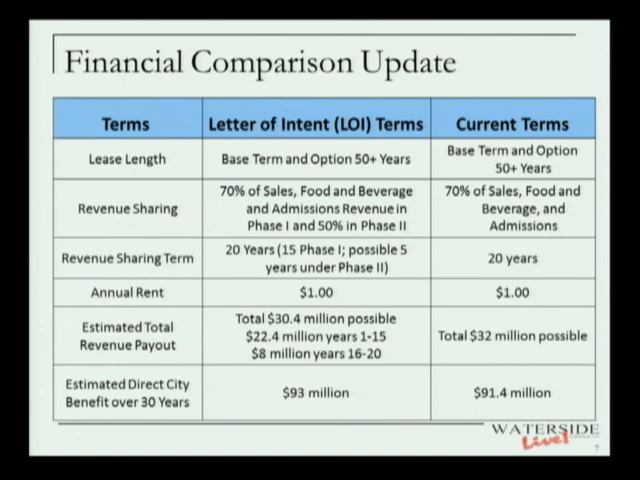 Financial Comparison Update
Terms
Letter of Intent (LOI) Terms
Current Terms
Lease Length
Base Term and Option 50+ Years
Base Term and Option
50+ Years
Revenue Sharing
70% of Sales, Food and Beverage
and Admissions Revenue in
Phase I and 50% in Phase II
70% of Sales, Food and
Beverage, and
Admissions
Revenue Sharing Term
20 Years (15 Phase I; possible 5
years under Phase II)
20 years
Annual Rent
$1.00
$1.00
Estimated Total
Revenue Payout
Total $30.4 million possible
$22.4 million years 1-15
$8 million years 16-20
Total $32 million possible
Estimated Direct City
Benefit over 30 Years
$93 million
$91.4 million
WATERSIDE
Live!
7